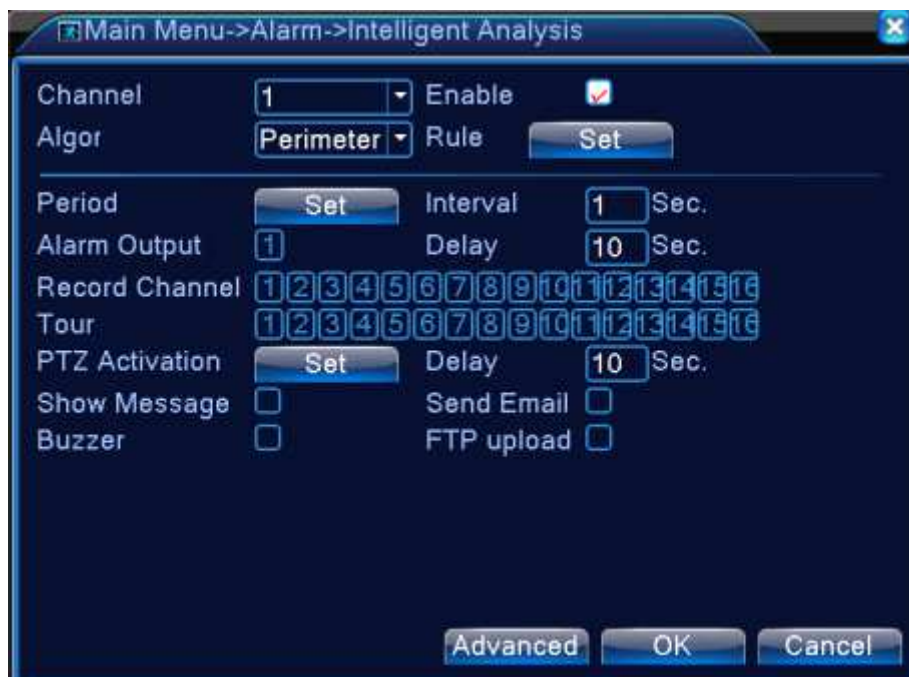 Main Menu->Alarm->Intelligent Analysis
Channel 1 Enable
Algor Perimeter Rule Set
Period Set Interval 1 Sec.
Alarm Output 1 Delay 10 Sec.
Record Channel 1 2 3 4 5 6 7 8 9 10 11 12 13 14 15 16
Tour 1 2 3 4 5 6 7 8 9 10 11 12 13 14 15 16
PTZ Activation Set Delay 10 Sec.
Show Message Send Email
Buzzer FTP upload
Advanced OK Cancel